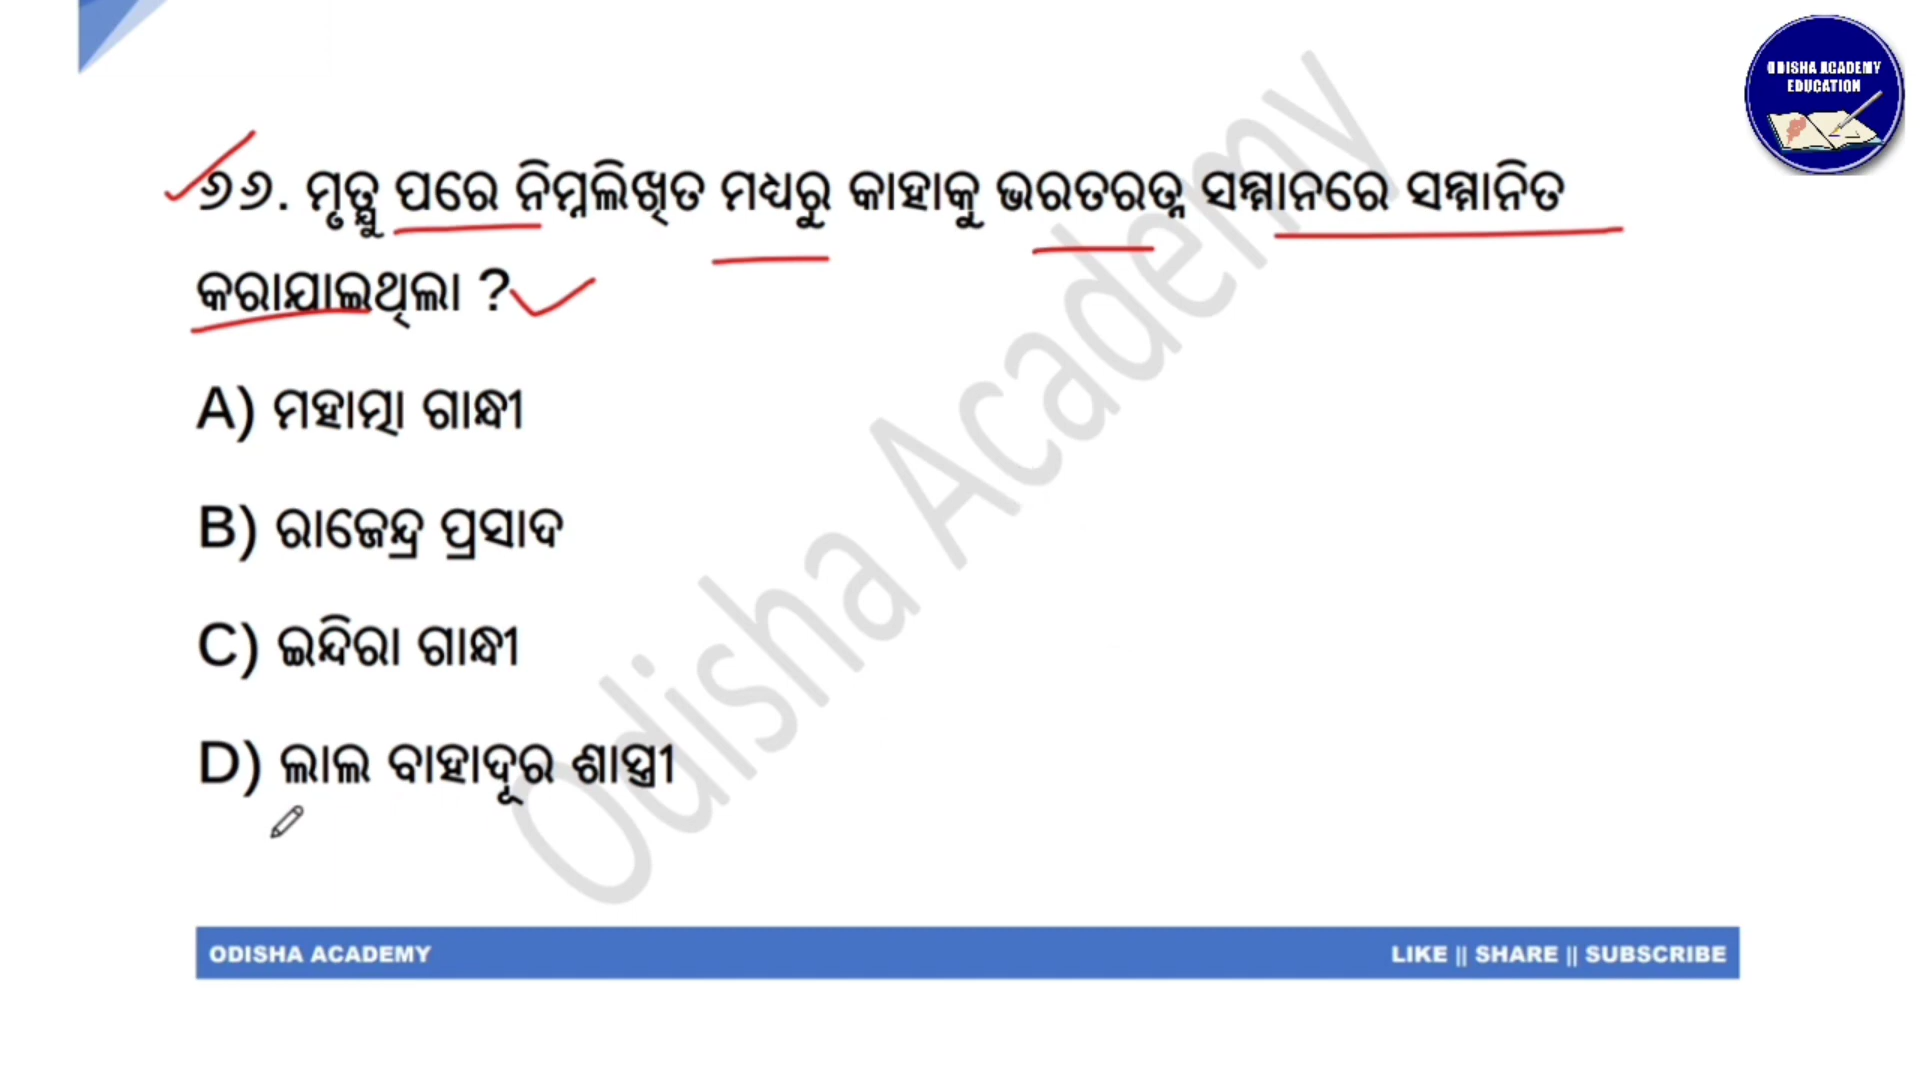 ODISHA ACADEMY
EDUCATION
୬୬. ମୃତ୍ଯୁ ପରେ ନିମ୍ନଲିଖିତ ମଧ୍ଯରୁ କାହାକୁ ଭରତରତ୍ନ ସମ୍ମାନରେ ସମ୍ମାନିତ
କରାଯାଇଥିଲା ?
A) ମହାତ୍ମା ଗାନ୍ଧୀ
B) ରାଜେନ୍ଦ୍ର ପ୍ରସାଦ
C) ଇନ୍ଦିରା ଗାନ୍ଧୀ
D) ଲାଲ ବାହାଦୂର ଶାସ୍ତ୍ରୀ
Odisha Academy
ODISHA ACADEMY LIKE || SHARE || SUBSCRIBE